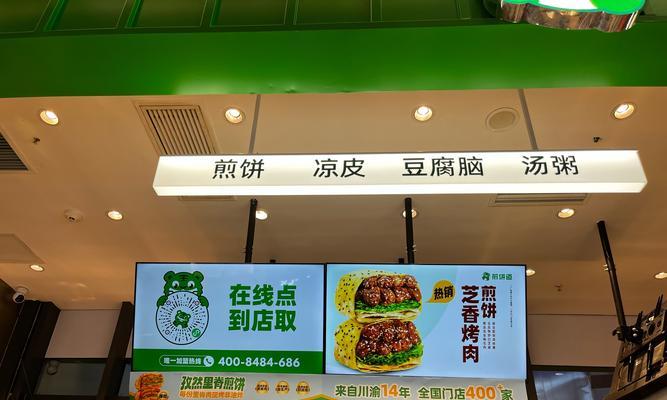 煎饼 凉皮 豆腐脑 汤粥
在线点
到店取
唯一加盟热线 400-8484-686
煎饼道
热销
煎饼
芝香烤肉
孜然里脊煎饼
来自川渝14年 全国门店400+